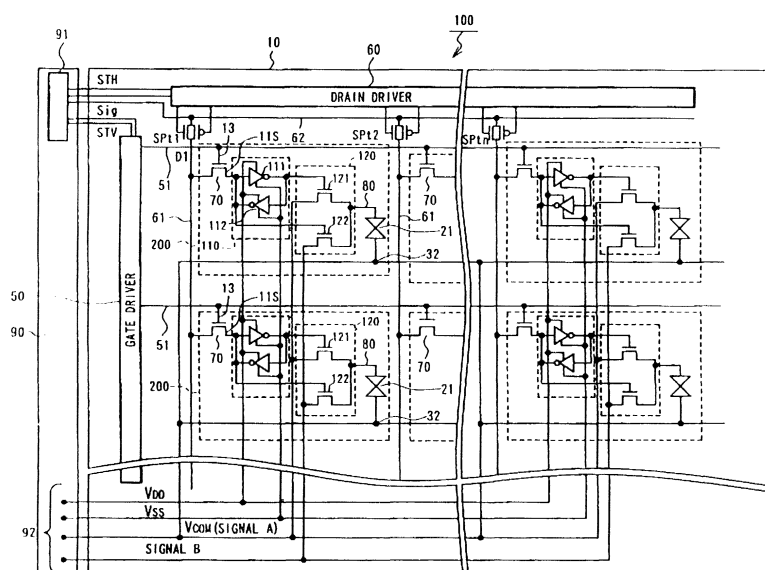 100
91
10
60
STH
DRAIN DRIVER
Sig
STV
SPt1
13
11S
62
SPt2
SPtn
D1
111
120
121
80
51
70
61
112
122
70
61
21
200
110
32
50
GATE DRIVER
90
13
11S
120
51
70
121
80
70
122
21
200
32
92
VDD
VSS
VCOM (SIGNAL A)
SIGNAL B